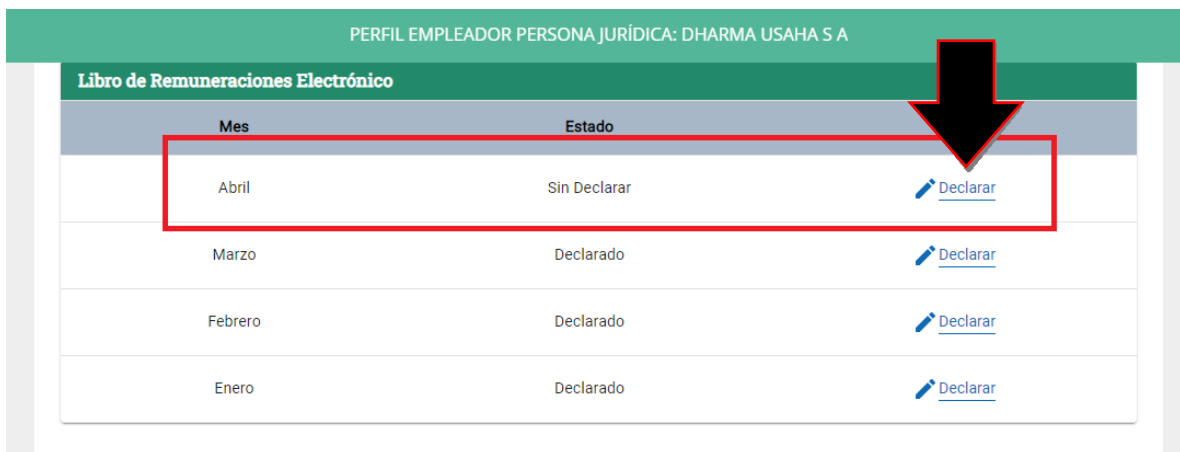 PERFIL EMPLEADOR PERSONA JURÍDICA: DHARMA USAHA S A
Libro de Remuneraciones Electrónico
Mes Estado
Abril Sin Declarar Declarar
Marzo Declarado Declarar
Febrero Declarado Declarar
Enero Declarado Declarar